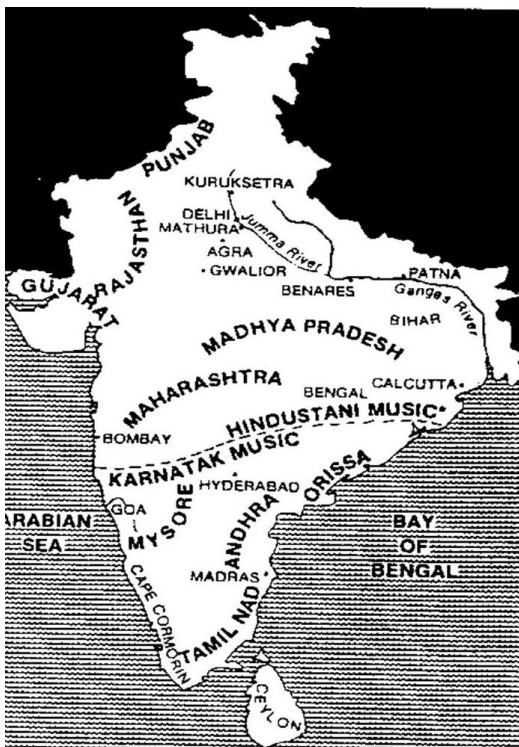 PUNJAB
KURUKSETRA
RAJASTHAN
DELHI
MATHURA
Jumma River
AGRA
GWALIOR
GUJARAT
PATNA
BENARES
Ganges River
BIHAR
MADHYA PRADESH
MAHARASHTRA
BENGAL
CALCUTTA
HINDUSTANI MUSIC
BOMBAY
KARNATAK MUSIC
HYDERABAD
ORISSA
GOA
MYSORE
ANDHRA
ARABIAN
SEA
BAY
OF
BENGAL
MADRAS
CAPE CORMORIN
TAMIL NAD
CEYLON